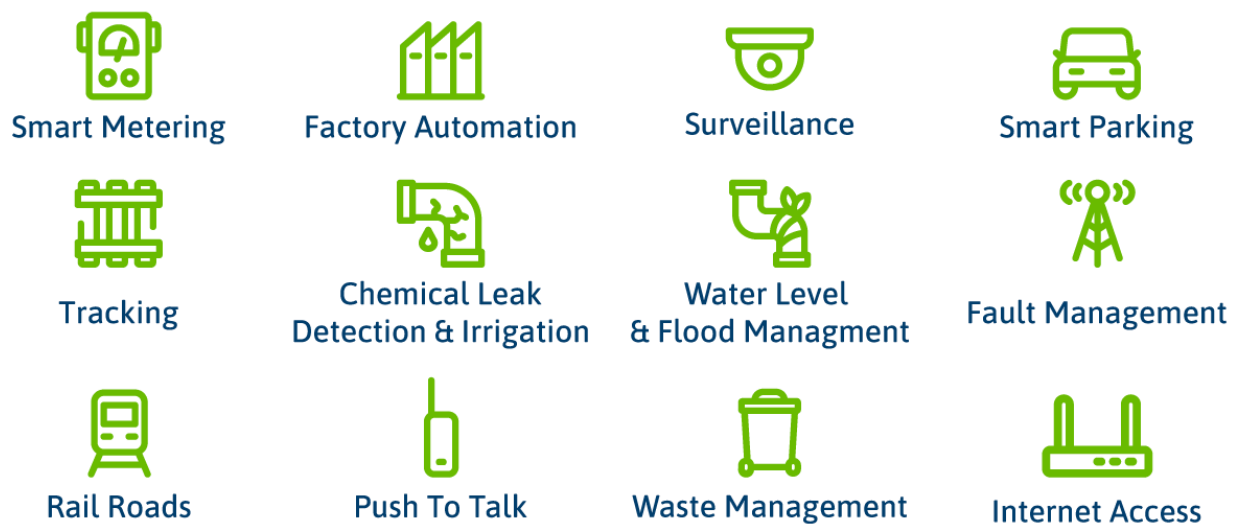 Smart Metering
Factory Automation
Surveillance
Smart Parking
Tracking
Chemical Leak
Detection & Irrigation
Water Level
& Flood Managment
Fault Management
Rail Roads
Push To Talk
Waste Management
Internet Access